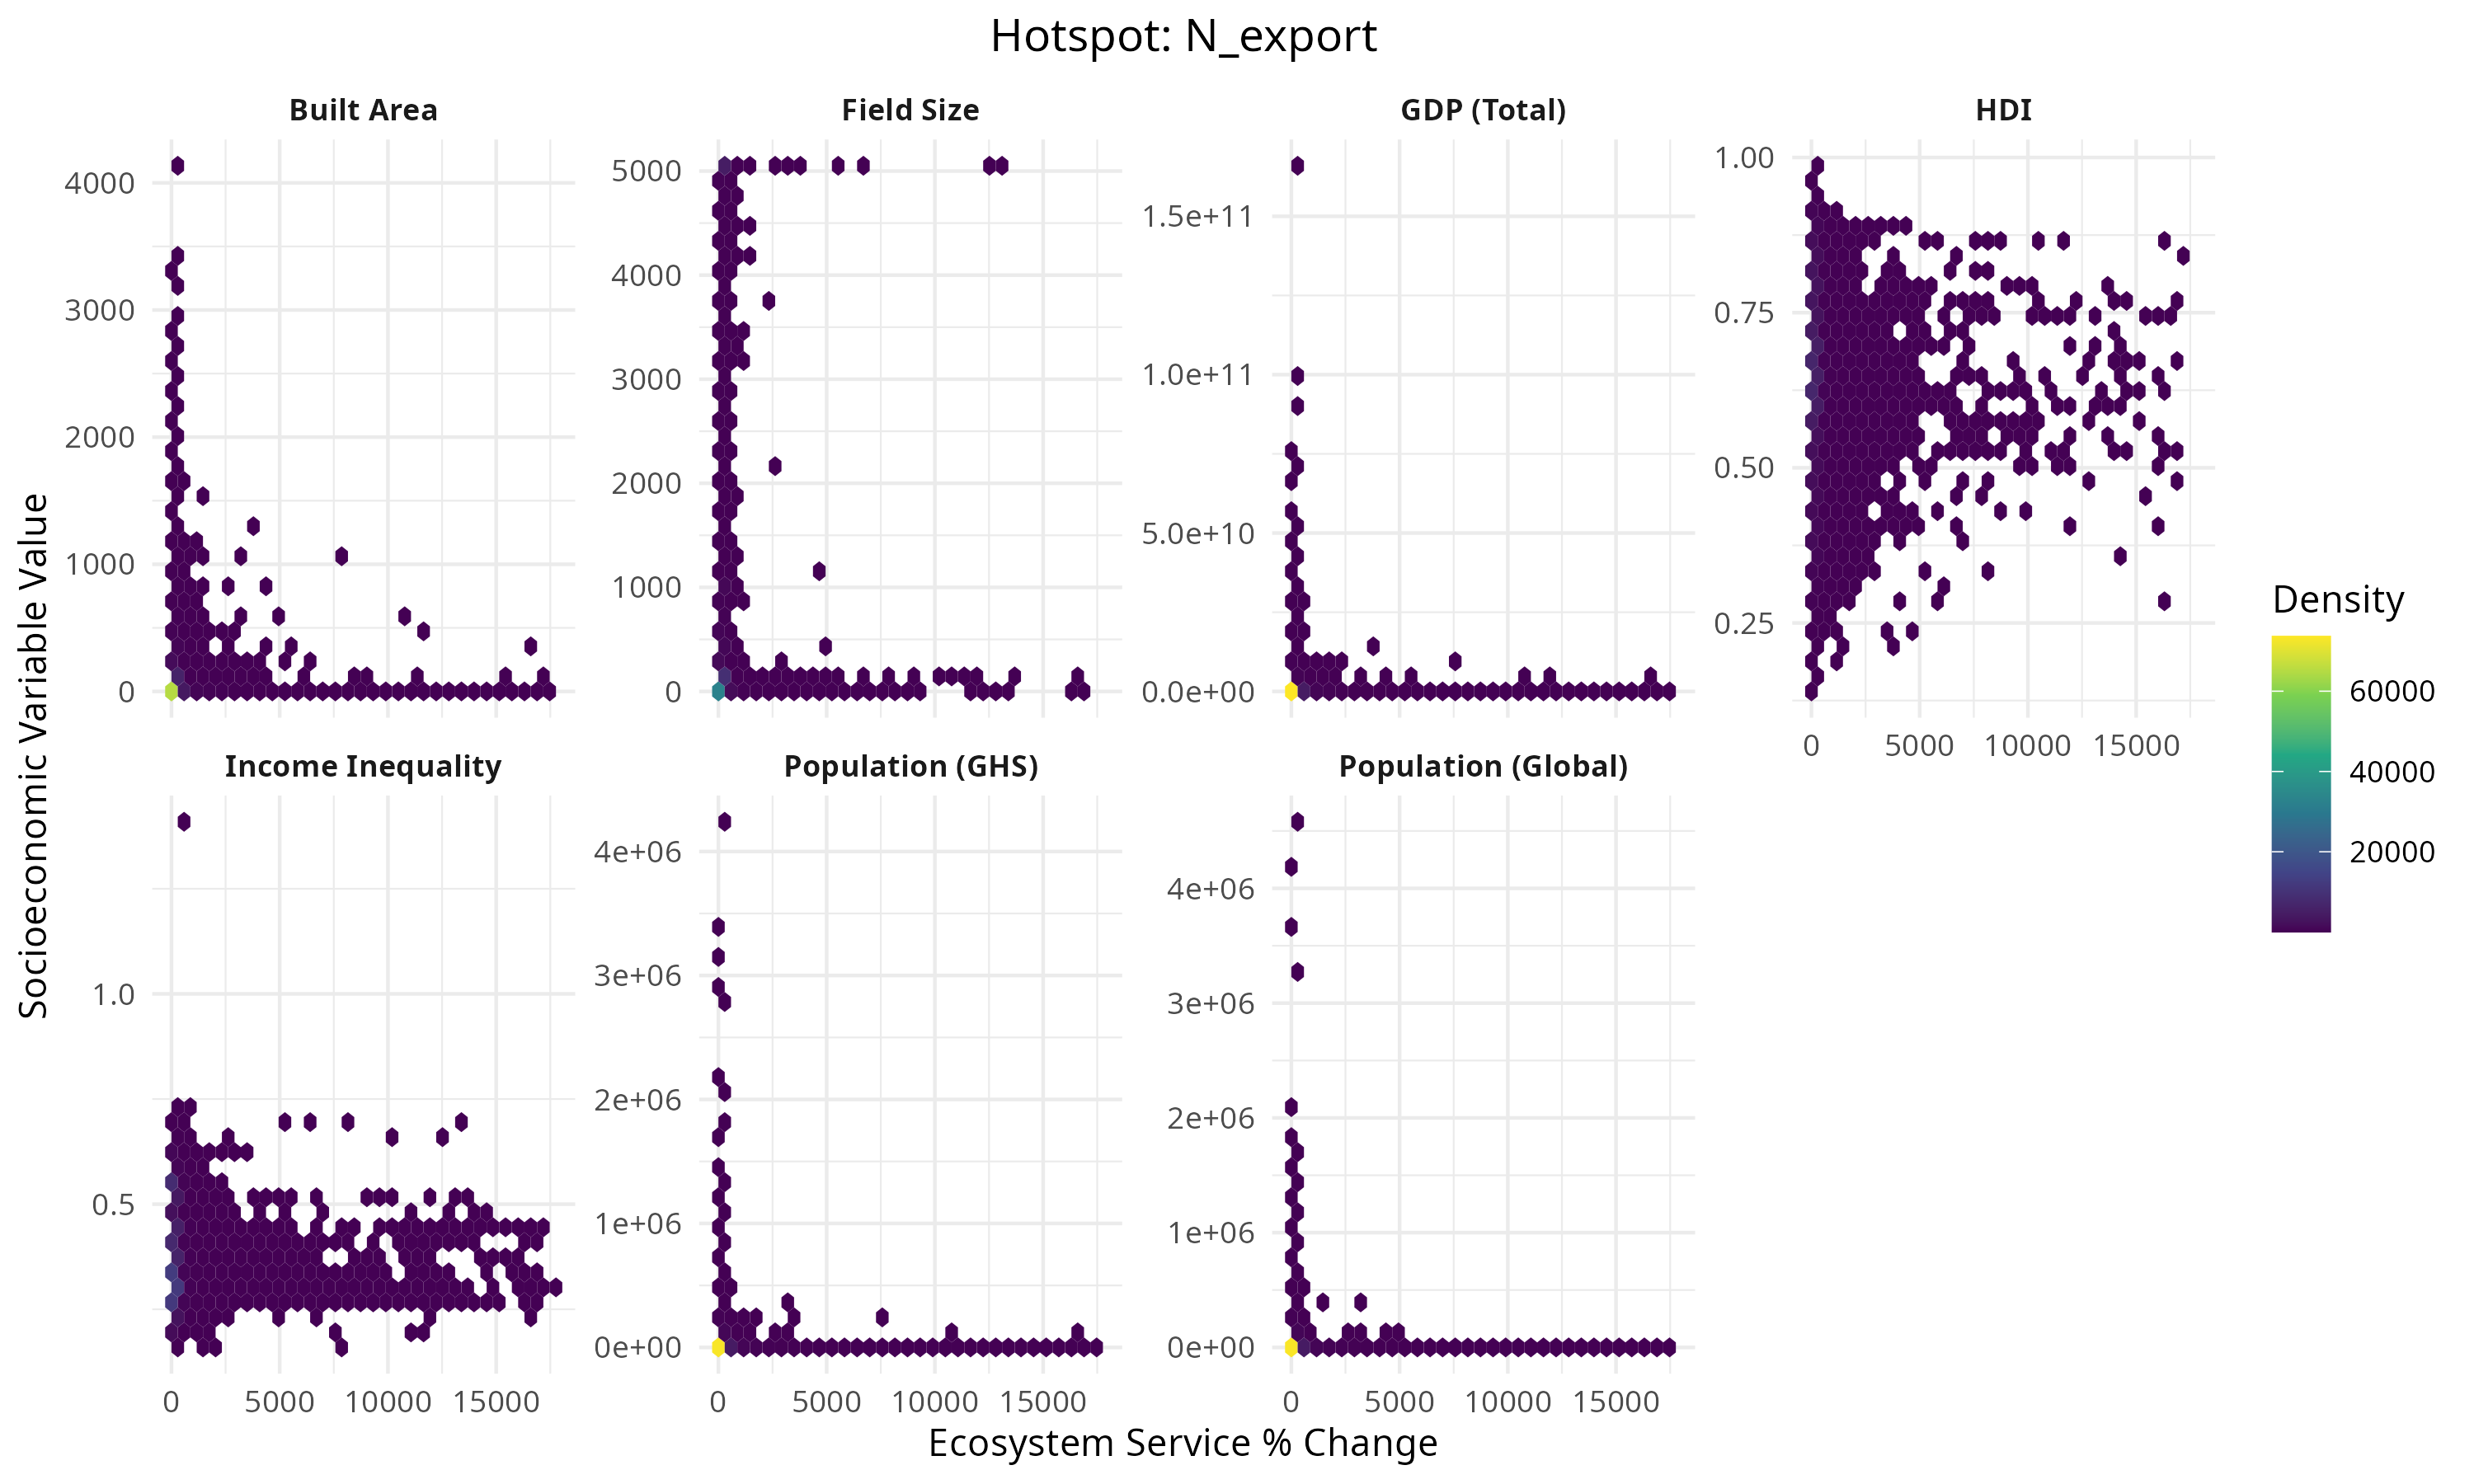 Hotspot: N_export
Built Area
Field Size
GDP (Total)
HDI
4000
3000
2000
1000
0
5000
4000
3000
2000
1000
0
1.5e+11
1.0e+11
5.0e+10
0.0e+00
1.00
0.75
0.50
0.25
0 5000 10000 15000
Socioeconomic Variable Value
Income Inequality
Population (GHS)
Population (Global)
1.0
0.5
4e+06
3e+06
2e+06
1e+06
0e+00
4e+06
3e+06
2e+06
1e+06
0e+00
0 5000 10000 15000
0 5000 10000 15000
0 5000 10000 15000
Ecosystem Service % Change
Density
60000
40000
20000